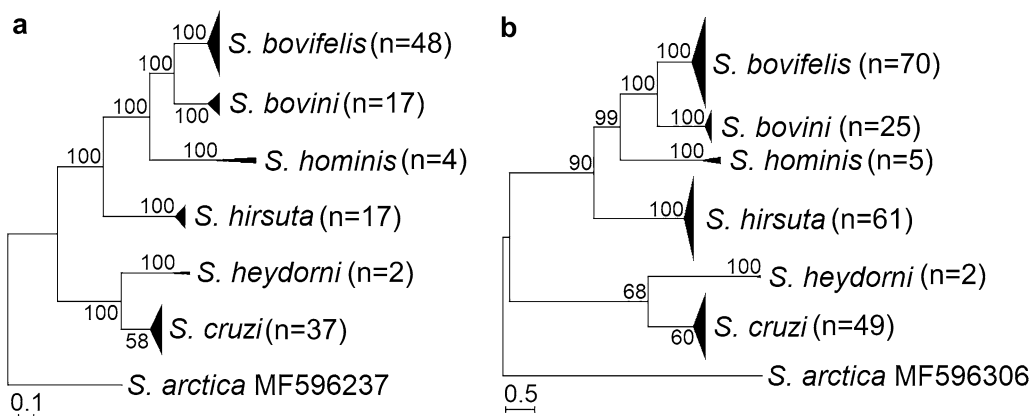 a
100
S. bovifelis (n=48)
100
100
S. bovini (n=17)
100
100
S. hominis (n=4)
100
100
S. hirsuta (n=17)
100
S. heydorni (n=2)
100
58
S. cruzi (n=37)
S. arctica MF596237
0.1
b
100
S. bovifelis (n=70)
100
100
S. bovini (n=25)
99
100
S. hominis (n=5)
90
100
S. hirsuta (n=61)
100
S. heydorni (n=2)
68
60
S. cruzi (n=49)
S. arctica MF596306
0.5